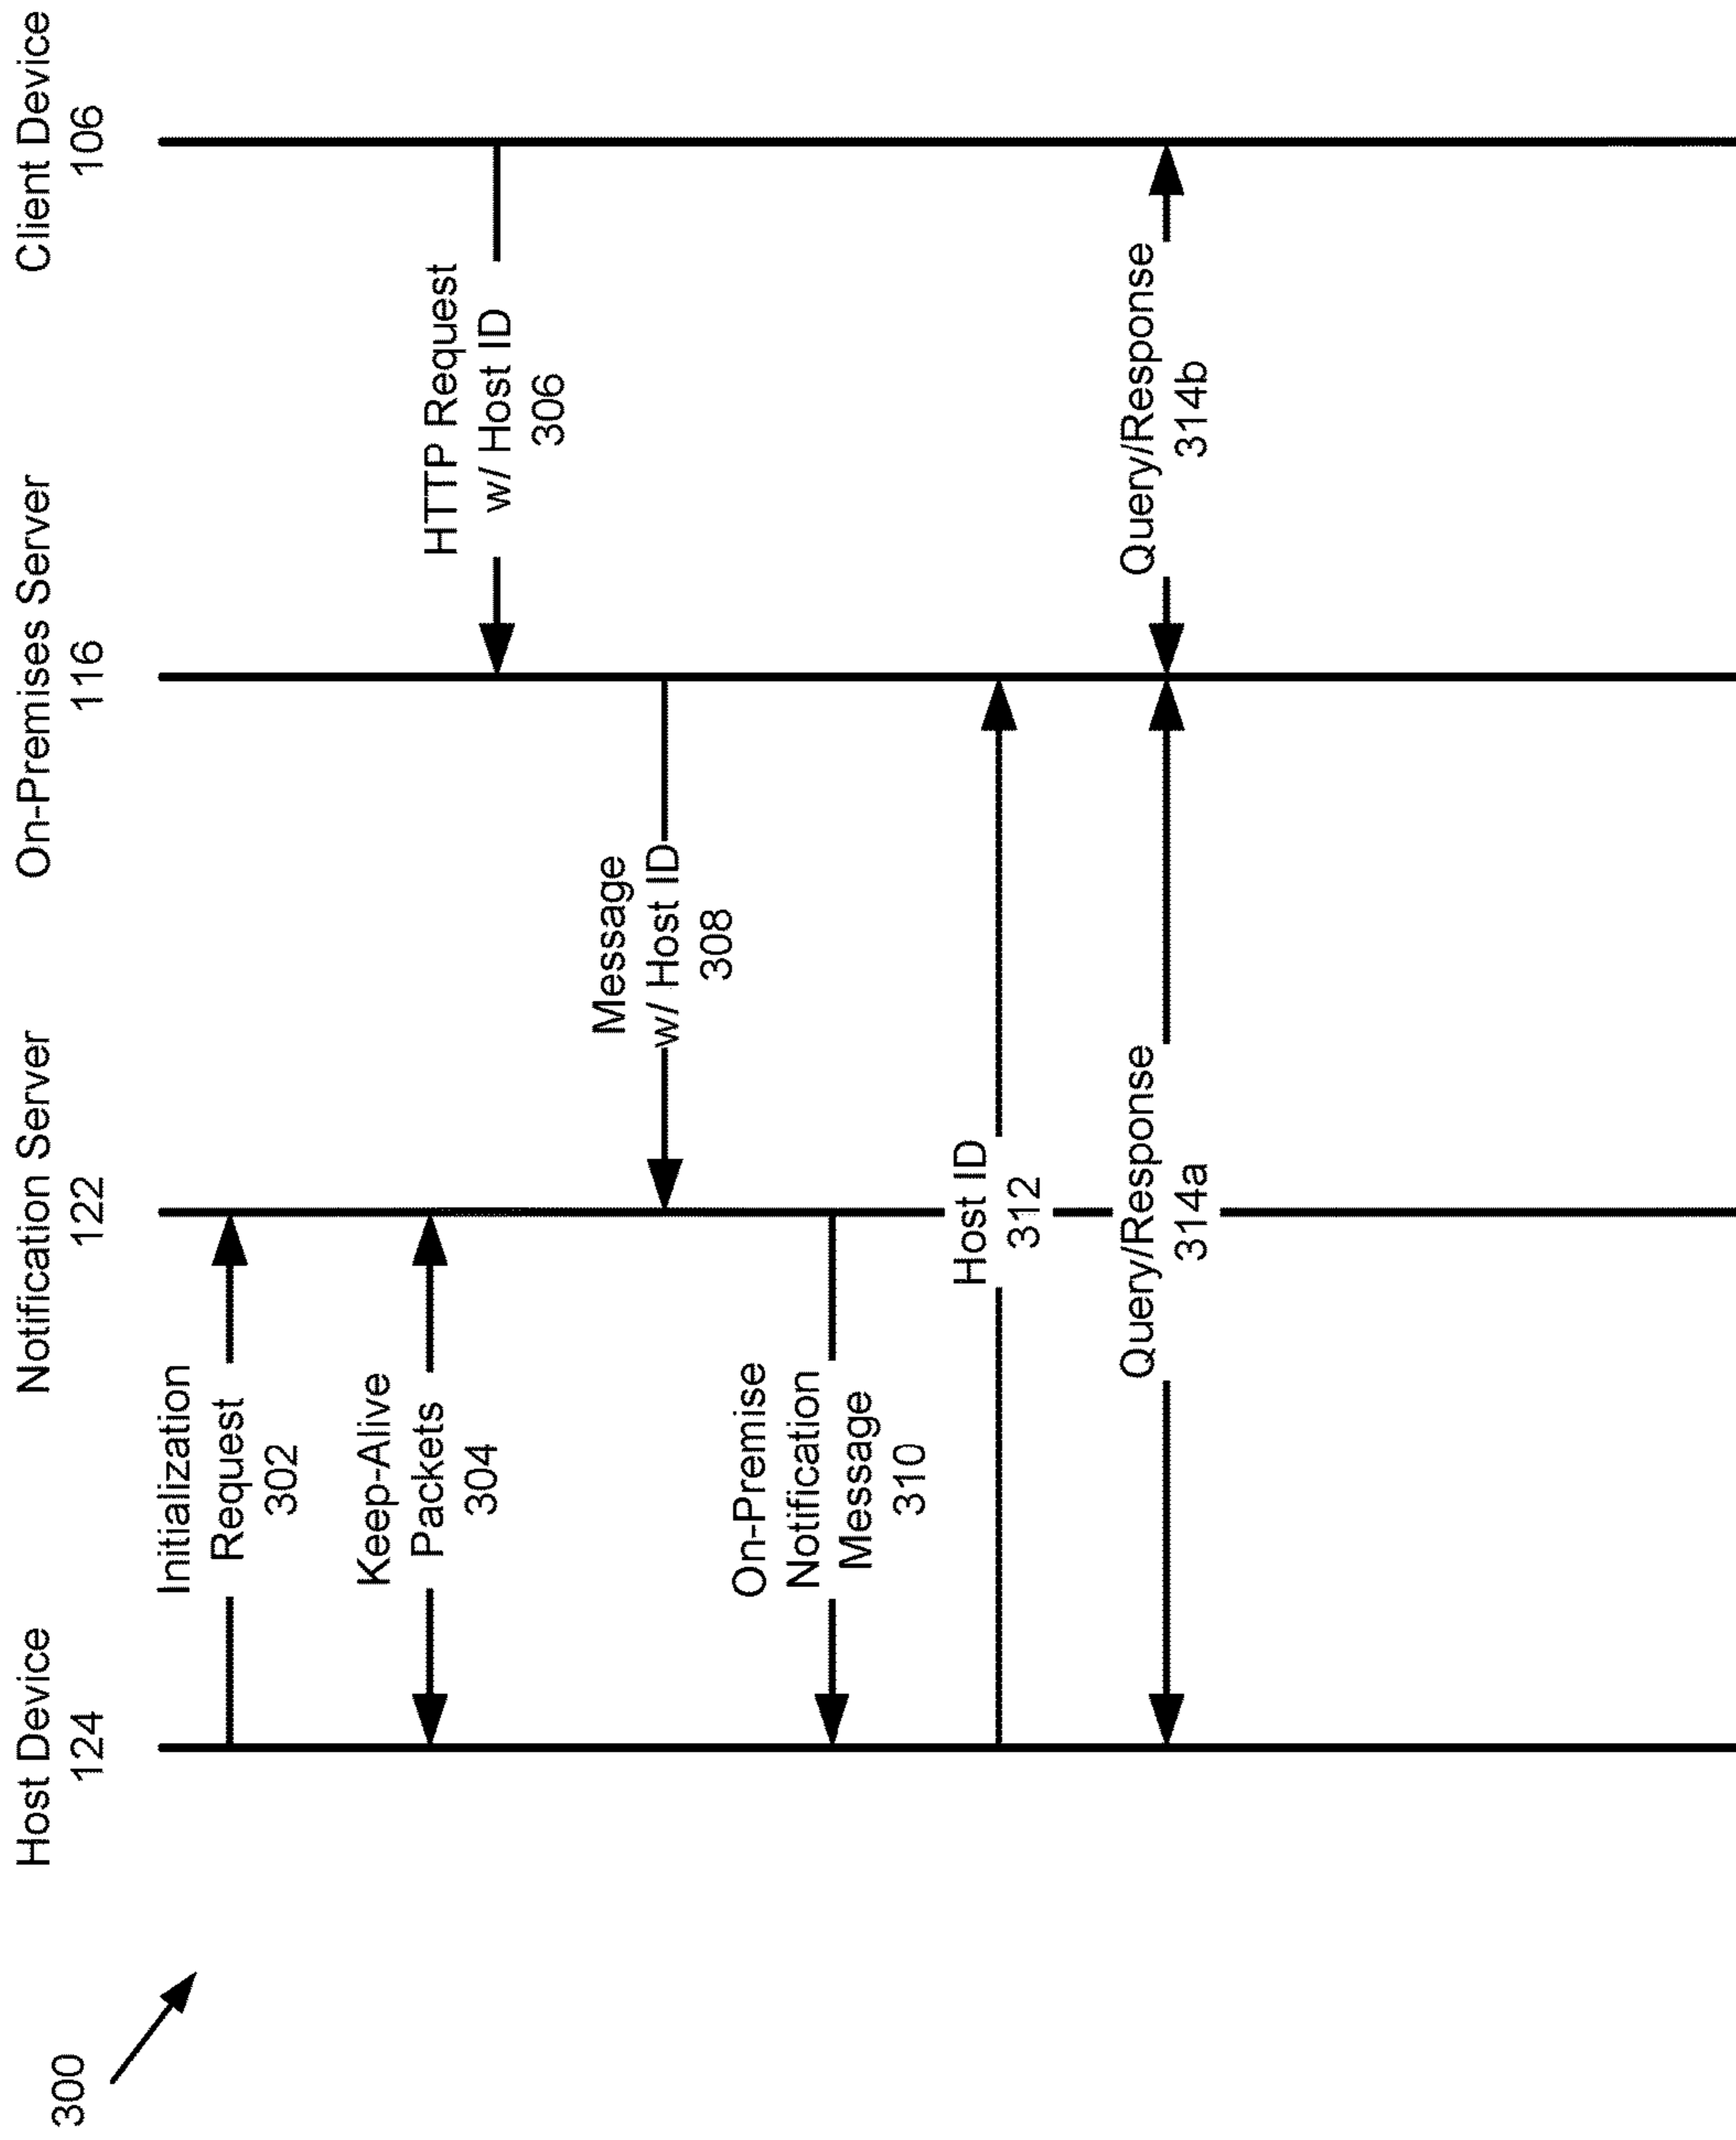 300
Host Device
124
Notification Server
122
On-Premises Server
116
Client Device
106
Initialization
Request
302
Keep-Alive
Packets
304
HTTP Request
w/ Host ID
306
Message
w/ Host ID
308
On-Premise
Notification
Message
310
Host ID
312
Query/Response
314a
Query/Response
314b